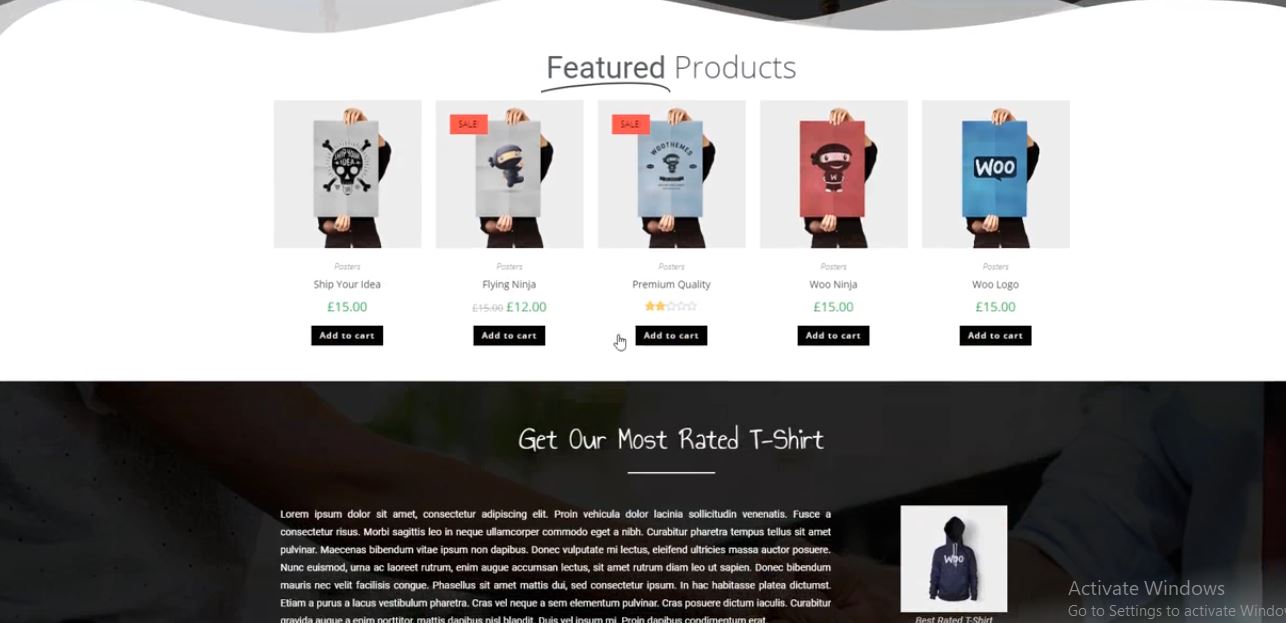 Featured Products
SALE!
SALE!
SHIP YOUR
IDEA
WOOTHEMES
W
WOO
Posters
Posters
Posters
Posters
Posters
Ship Your Idea
Flying Ninja
Premium Quality
Woo Ninja
Woo Logo
£15.00
£15.00 £12.00
£15.00
£15.00
Add to cart
Add to cart
Add to cart
Add to cart
Add to cart
Get Our Most Rated T-Shirt
Lorem ipsum dolor sit amet, consectetur adipiscing elit. Proin vehicula dolor lacinia sollicitudin venenatis. Fusce a
consectetur risus. Morbi sagittis leo in neque ullamcorper commodo eget a nibh. Curabitur pharetra tempus tellus sit amet
pulvinar. Maecenas bibendum vitae ipsum non dapibus. Donec vulputate mi lectus, eleifend ultricies massa auctor posuere.
Nunc euismod, urna ac laoreet rutrum, enim augue accumsan lectus, sit amet rutrum diam leo ut sapien. Donec bibendum
mauris nec velit facilisis congue. Phasellus sit amet mattis dui, sed consectetur ipsum. In hac habitasse platea dictumst.
Etiam a purus a lacus vestibulum pharetra. Cras vel neque a sem elementum pulvinar. Cras posuere dictum iaculis. Curabitur
gravida augue a enim porttitor, mattis dapibus nisl blandit. Duis vel ipsum mi. Proin dapibus condimentum erat
Woo
Best Rated T-Shirt
Activate Windows
Go to Settings to activate Windo